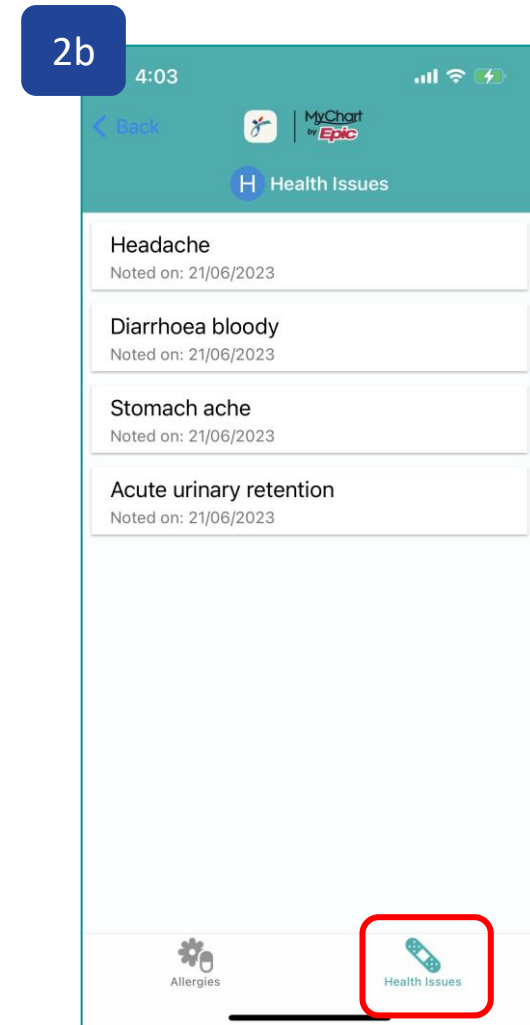 2b
4:03
Back
MyChart
by Epic
H Health Issues
Headache
Noted on: 21/06/2023
Diarrhoea bloody
Noted on: 21/06/2023
Stomach ache
Noted on: 21/06/2023
Acute urinary retention
Noted on: 21/06/2023
Allergies
Health Issues